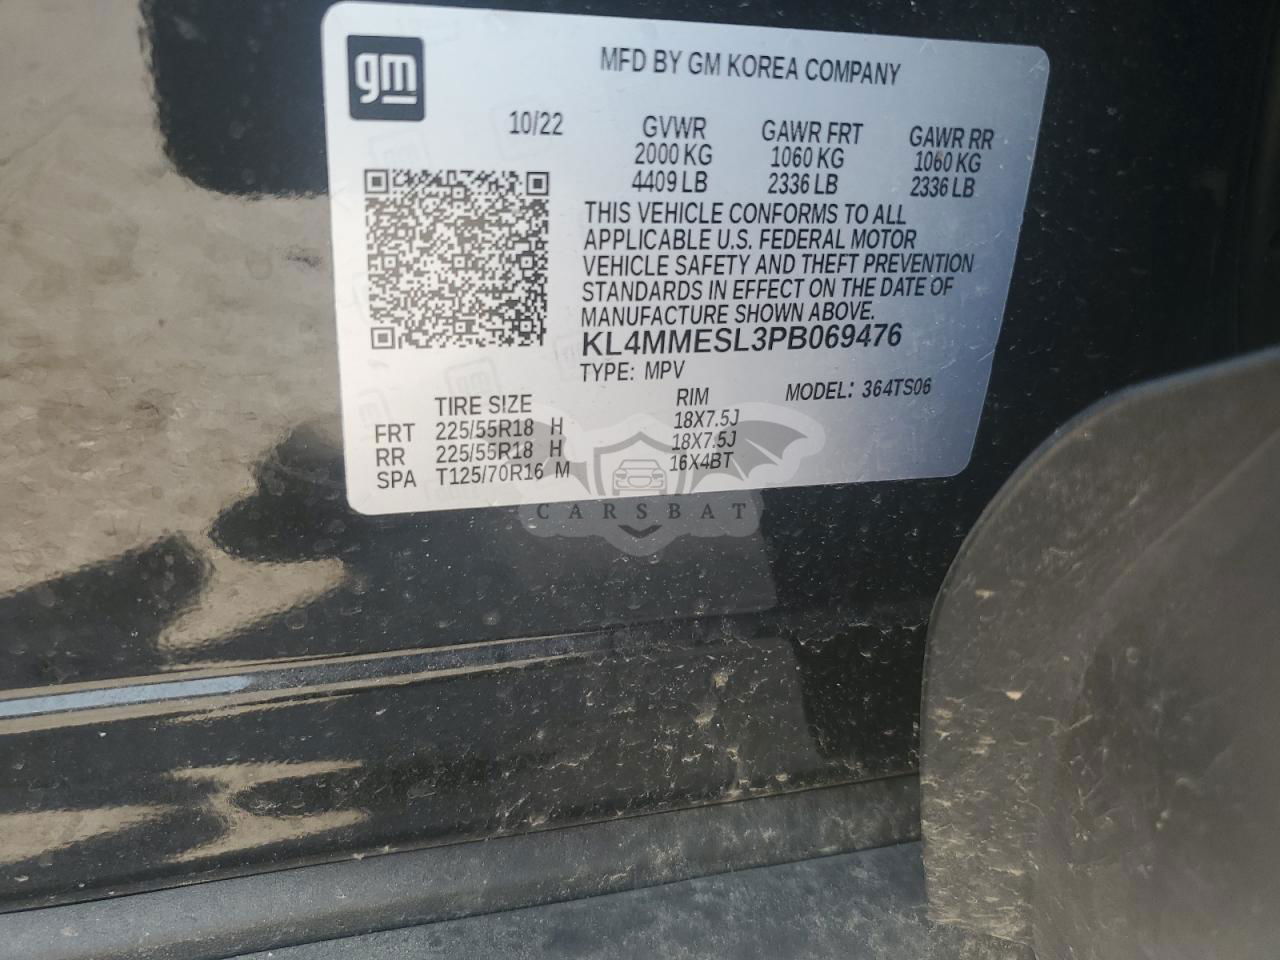 gm
MFD BY GM KOREA COMPANY
10/22 GVWR GAWR FRT GAWR RR
2000 KG 1060 KG 1060 KG
4409 LB 2336 LB 2336 LB
THIS VEHICLE CONFORMS TO ALL
APPLICABLE U.S. FEDERAL MOTOR
VEHICLE SAFETY AND THEFT PREVENTION
STANDARDS IN EFFECT ON THE DATE OF
MANUFACTURE SHOWN ABOVE.
KL4MMESL3PB069476
TYPE: MPV MODEL: 364TS06
TIRE SIZE RIM
FRT 225/55R18 H 18X7.5J
RR 225/55R18 H 18X7.5J
SPA T125/70R16 M 16X4BT
CARSBAT